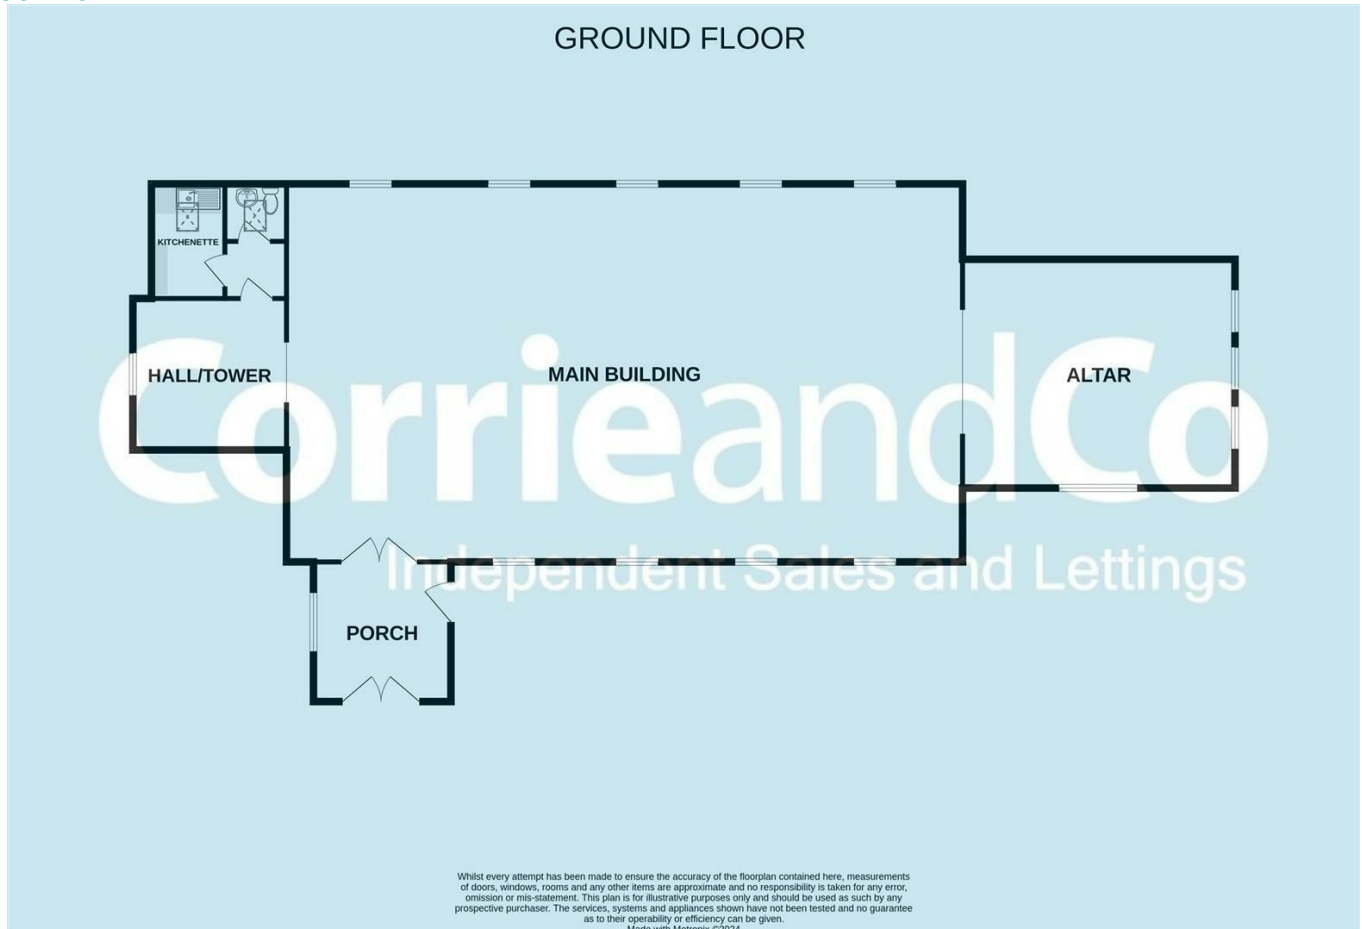 GROUND FLOOR
KITCHENETTE
HALL/TOWER
MAIN BUILDING
ALTAR
CorrieandCo
Independent Sales and Lettings
PORCH
Whilst every attempt has been made to ensure the accuracy of the floorplan contained here, measurements
of doors, windows, rooms and any other items are approximate and no responsibility is taken for any error,
omission or mis-statement. This plan is for illustrative purposes only and should be used as such by any
prospective purchaser. The services, systems and appliances shown have not been tested and no guarantee
as to their operability or efficiency can be given.
Made with Metropix ©2024